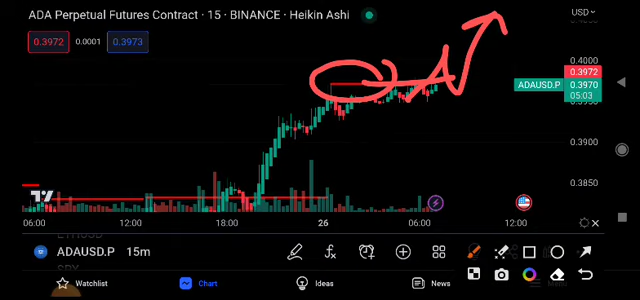 ADA Perpetual Futures Contract · 15 · BINANCE · Heikin Ashi
USD
0.3972 0.0001 0.3973
0.4000
0.3972
ADAUSD.P 0.3970
05:03
0.3900
0.3850
06:00 12:00 18:00 26 06:00 12:00
ADAUSD.P 15m
Watchlist Chart Ideas News Menu